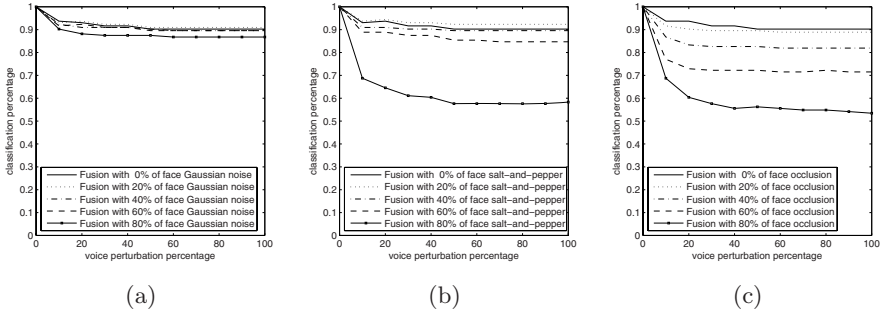 1
0.9
0.8
0.7
0.6
0.5
0.4
0.3
0.2
0.1
0
classification percentage
Fusion with 0% of face Gaussian noise
Fusion with 20% of face Gaussian noise
Fusion with 40% of face Gaussian noise
Fusion with 60% of face Gaussian noise
Fusion with 80% of face Gaussian noise
0 20 40 60 80 100
voice perturbation percentage
(a)
1
0.9
0.8
0.7
0.6
0.5
0.4
0.3
0.2
0.1
0
classification percentage
Fusion with 0% of face salt-and-pepper
Fusion with 20% of face salt-and-pepper
Fusion with 40% of face salt-and-pepper
Fusion with 60% of face salt-and-pepper
Fusion with 80% of face salt-and-pepper
0 20 40 60 80 100
voice perturbation percentage
(b)
1
0.9
0.8
0.7
0.6
0.5
0.4
0.3
0.2
0.1
0
classification percentage
Fusion with 0% of face occlusion
Fusion with 20% of face occlusion
Fusion with 40% of face occlusion
Fusion with 60% of face occlusion
Fusion with 80% of face occlusion
0 20 40 60 80 100
voice perturbation percentage
(c)